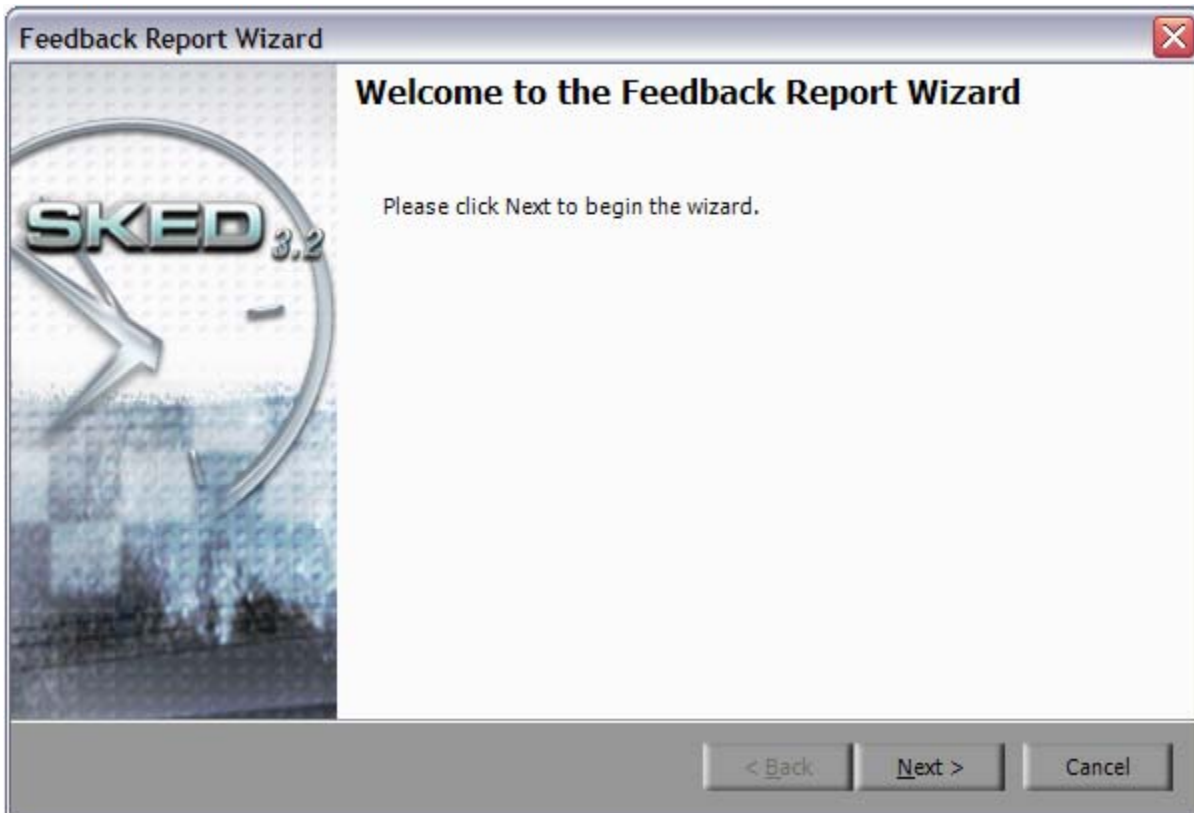 Feedback Report Wizard
Welcome to the Feedback Report Wizard
Please click Next to begin the wizard.
SKED 3.2
< Back
Next >
Cancel